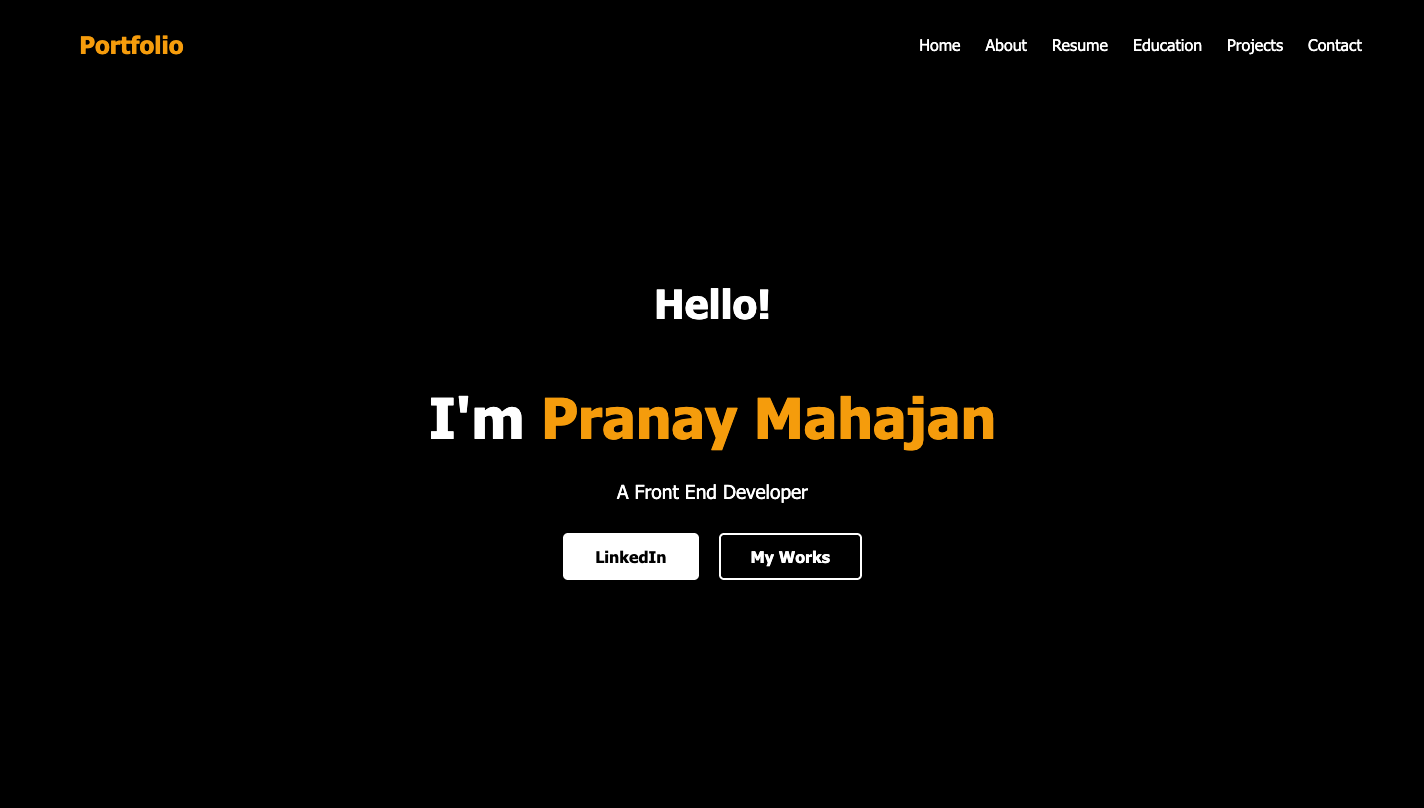 Portfolio Home About Resume Education Projects Contact
Hello!
I'm Pranay Mahajan
A Front End Developer
LinkedIn My Works